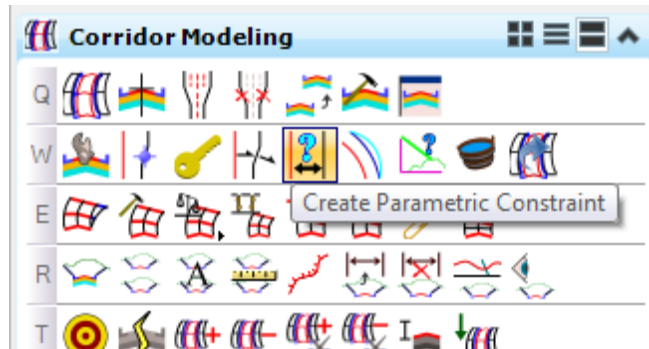 Corridor Modeling
Q
W
Create Parametric Constraint
E
R
A
T
I